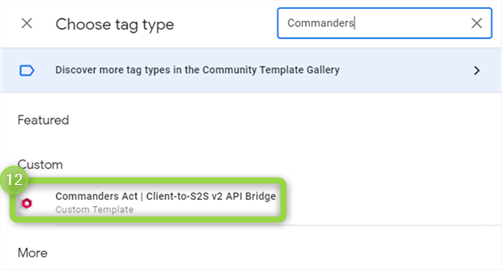 Choose tag type
Commanders
Discover more tag types in the Community Template Gallery
Featured
Custom
12
Commanders Act | Client-to-S2S v2 API Bridge
Custom Template
More